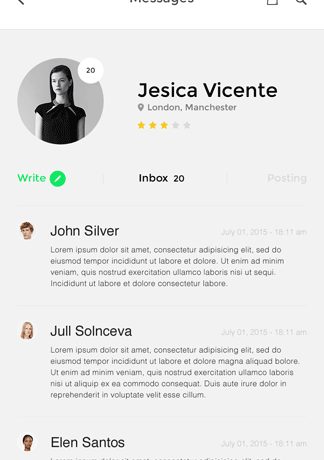 Messages
20
Jesica Vicente
London, Manchester
Write
Inbox 20
Posting
John Silver
July 01, 2015 - 18:11 am
Lorem ipsum dolor sit amet, consectetur adipisicing elit, sed do
eiusmod tempor incididunt ut labore et dolore. Ut enim ad minim
veniam, quis nostrud exercitation ullamco laboris nisi ut sequi.
Incididunt ut labore et dolore consectetur labore.
Jull Solnceva
July 01, 2015 - 18:11 am
Lorem ipsum dolor sit amet, consectetur adipisicing elit, sed do
eiusmod tempor incididunt ut labore et dolore magna aliquad bolore.
Ut enim ad minim veniam, quis nostrud exercitation ullamco laboris
nisi ut aliquip ex ea commodo consequat. Duis aute irure dolor in
reprehenderit in voluptate velit esse cillum.
Elen Santos
July 01, 2015 - 18:11 am